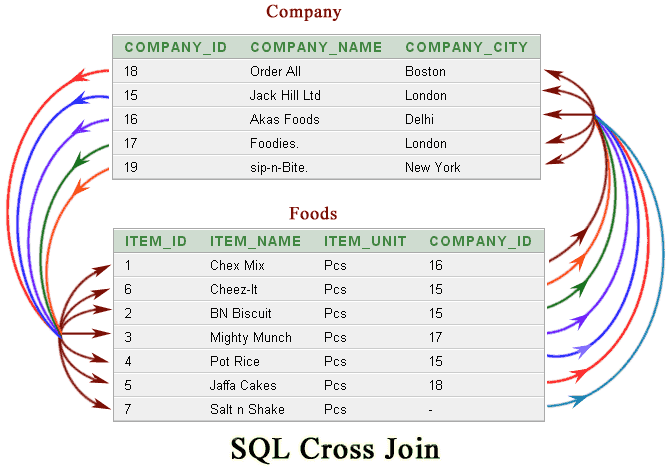 Company
COMPANY_ID COMPANY_NAME COMPANY_CITY
18 Order All Boston
15 Jack Hill Ltd London
16 Akas Foods Delhi
17 Foodies. London
19 sip-n-Bite. New York
Foods
ITEM_ID ITEM_NAME ITEM_UNIT COMPANY_ID
1 Chex Mix Pcs 16
6 Cheez-It Pcs 15
2 BN Biscuit Pcs 15
3 Mighty Munch Pcs 17
4 Pot Rice Pcs 15
5 Jaffa Cakes Pcs 18
7 Salt n Shake Pcs -
SQL Cross Join